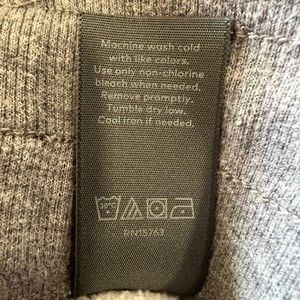 Machine wash cold
with like colors.
Use only non-chlorine
bleach when needed.
Remove promptly.
Tumble dry low.
Cool iron if needed.
30°C
RN15763